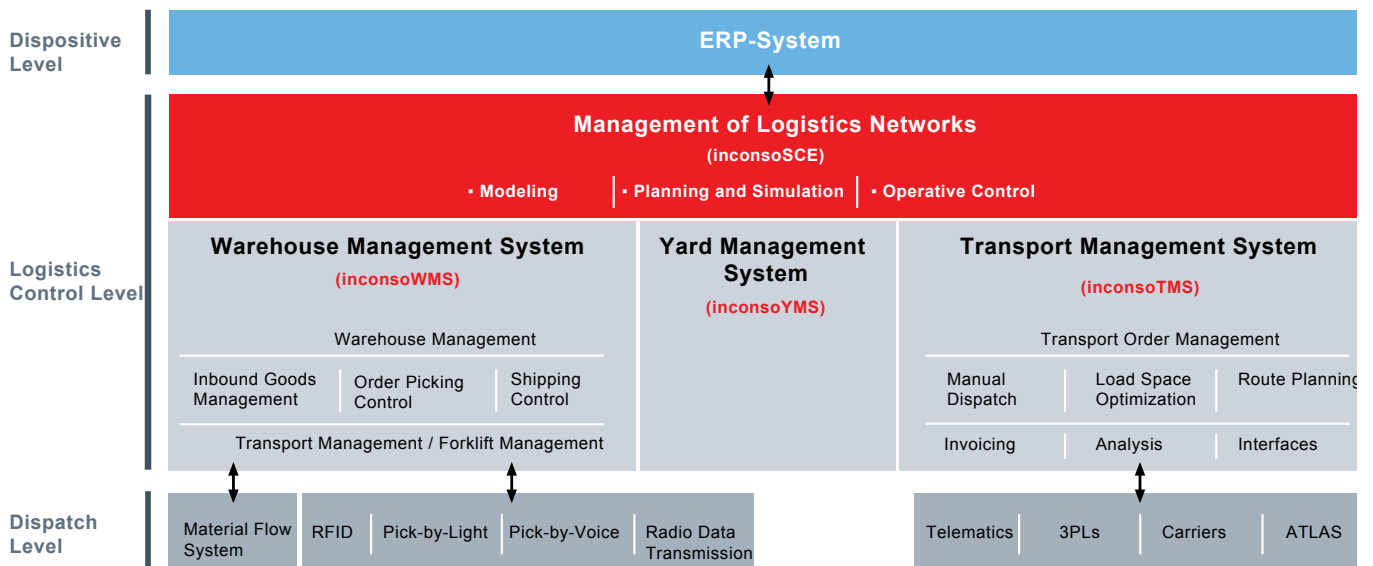 Dispositive
Level
ERP-System
Logistics
Control Level
Management of Logistics Networks
(inconsoSCE)
▪ Modeling
▪ Planning and Simulation
▪ Operative Control
Warehouse Management System
(inconsoWMS)
Warehouse Management
Inbound Goods
Management
Order Picking
Control
Shipping
Control
Transport Management / Forklift Management
Yard Management
System
(inconsoYMS)
Transport Management System
(inconsoTMS)
Transport Order Management
Manual
Dispatch
Load Space
Optimization
Route Planning
Invoicing
Analysis
Interfaces
Dispatch
Level
Material Flow
System
RFID
Pick-by-Light
Pick-by-Voice
Radio Data
Transmission
Telematics
3PLs
Carriers
ATLAS